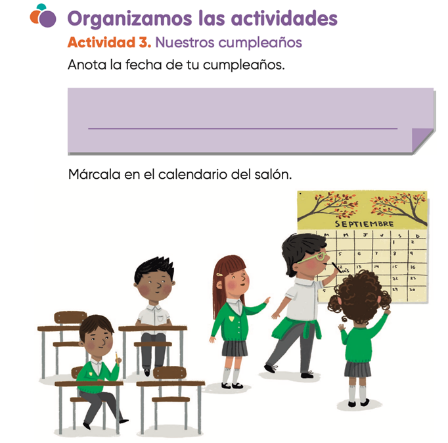 Organizamos las actividades
Actividad 3. Nuestros cumpleaños
Anota la fecha de tu cumpleaños.
Márcala en el calendario del salón.
SEPTIEMBRE